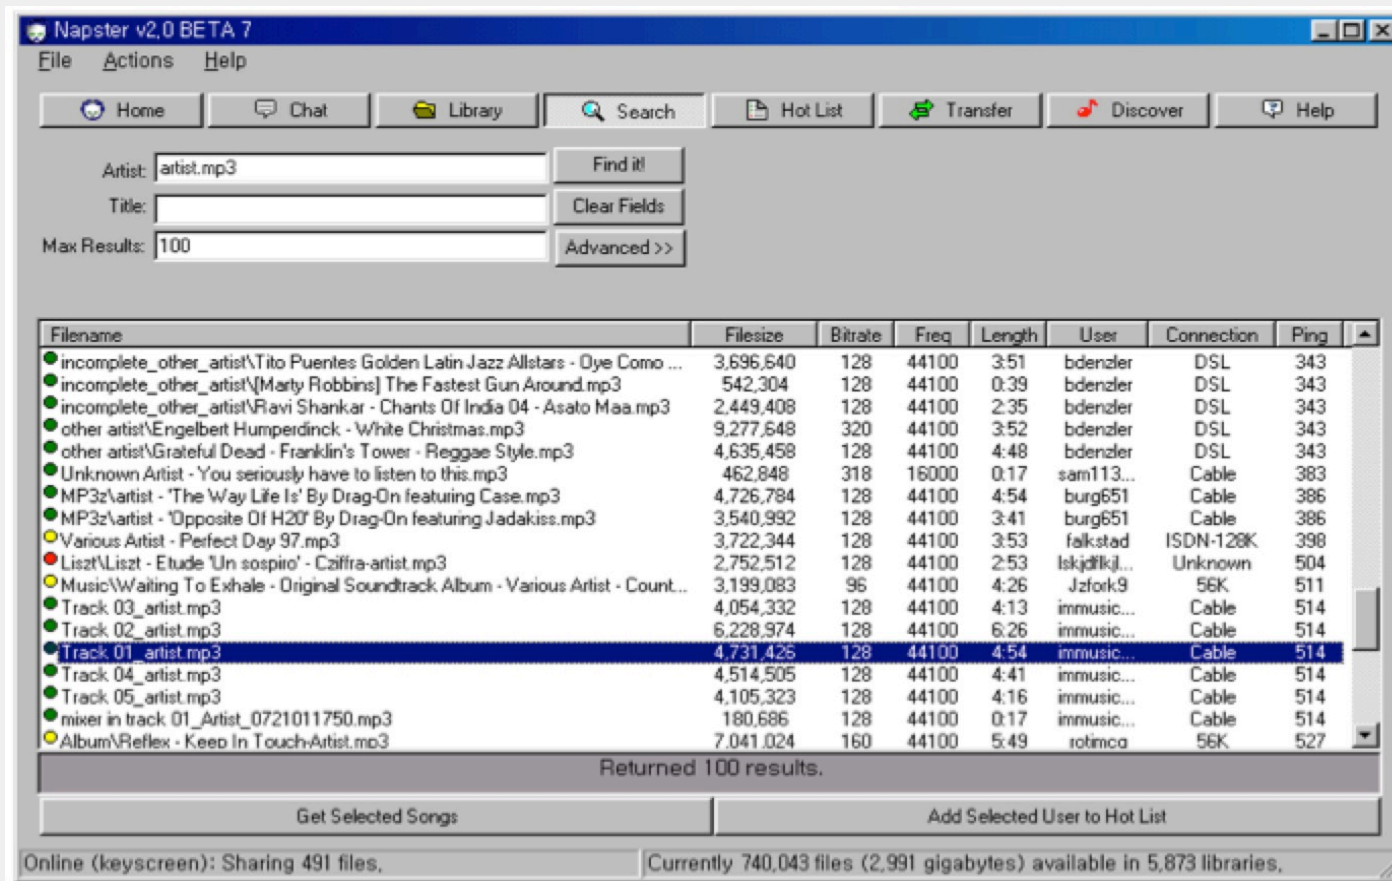 Napster v2,0 BETA 7
File Actions Help
Home Chat Library Search Hot List Transfer Discover Help
Artist: artist.mp3 Find it!
Title: Clear Fields
Max Results: 100 Advanced >>
Filename Filesize Bitrate Freq Length User Connection Ping
incomplete_other_artist\Tito Puentes Golden Latin Jazz Allstars - Oye Como ... 3,696,640 128 44100 3:51 bdenzler DSL 343
incomplete_other_artist\[Marty Robbins] The Fastest Gun Around.mp3 542,304 128 44100 0:39 bdenzler DSL 343
incomplete_other_artist\Ravi Shankar - Chants Of India 04 - Asato Maa.mp3 2,449,408 128 44100 2:35 bdenzler DSL 343
other artist\Engelbert Humperdinck - White Christmas.mp3 9,277,648 320 44100 3:52 bdenzler DSL 343
other artist\Grateful Dead - Franklin's Tower - Reggae Style.mp3 4,635,458 128 44100 4:48 bdenzler DSL 343
Unknown Artist - You seriously have to listen to this.mp3 462,848 318 16000 0:17 sam113... Cable 383
MP3z\artist - 'The Way Life Is' By Drag-On featuring Case.mp3 4,726,784 128 44100 4:54 burg651 Cable 386
MP3z\artist - 'Opposite Of H20' By Drag-On featuring Jadakiss.mp3 3,540,992 128 44100 3:41 burg651 Cable 386
Various Artist - Perfect Day 97.mp3 3,722,344 128 44100 3:53 falkstad ISDN-128K 398
Liszt\Liszt - Etude 'Un sospiro' - Cziffra-artist.mp3 2,752,512 128 44100 2:53 lskjdflkjl... Unknown 504
Music\Waiting To Exhale - Original Soundtrack Album - Various Artist - Count... 3,199,083 96 44100 4:26 Jzfork9 56K 511
Track 03_artist.mp3 4,054,332 128 44100 4:13 immusic... Cable 514
Track 02_artist.mp3 6,228,974 128 44100 6:26 immusic... Cable 514
Track 01_artist.mp3 4,731,426 128 44100 4:54 immusic... Cable 514
Track 04_artist.mp3 4,514,505 128 44100 4:41 immusic... Cable 514
Track 05_artist.mp3 4,105,323 128 44100 4:16 immusic... Cable 514
mixer in track 01_Artist_0721011750.mp3 180,686 128 44100 0:17 immusic... Cable 514
Album\Reflex - Keep In Touch-Artist.mp3 7,041,024 160 44100 5:49 rotimca 56K 527
Returned 100 results.
Get Selected Songs Add Selected User to Hot List
Online (keyscreen): Sharing 491 files, Currently 740,043 files (2,991 gigabytes) available in 5,873 libraries,